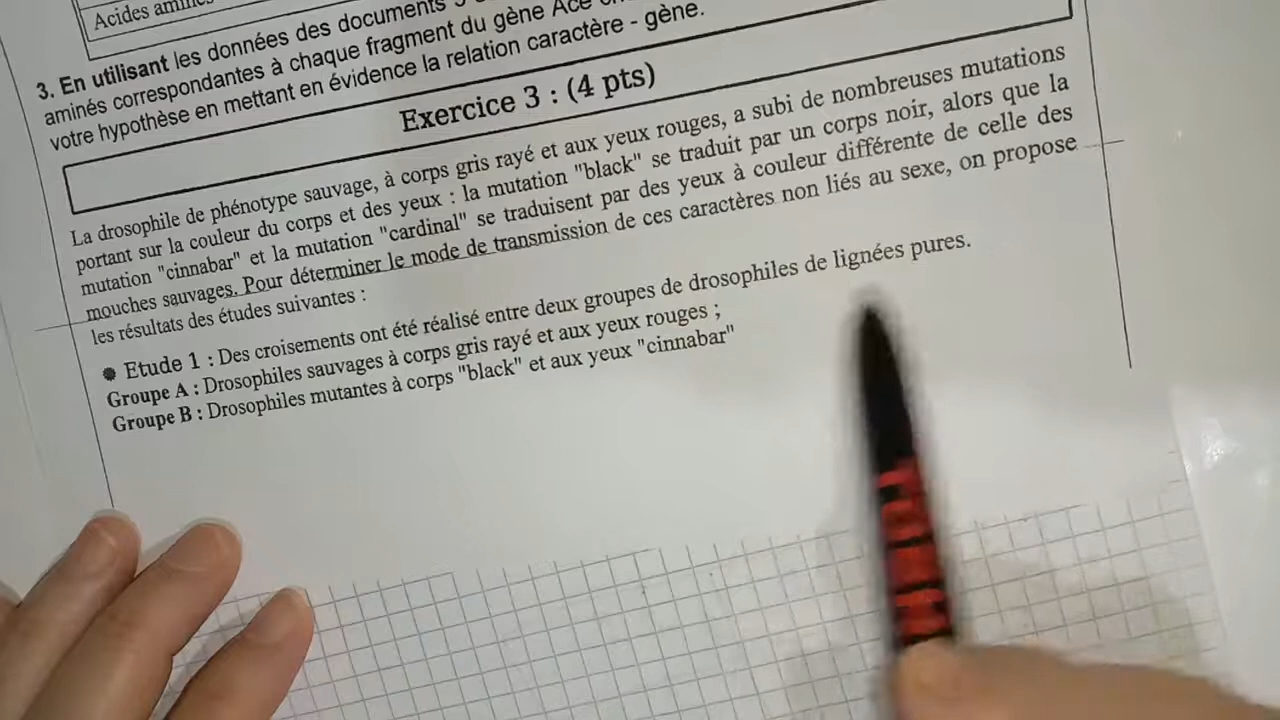 Acides aminés
3. En utilisant les données des documents
aminés correspondantes à chaque fragment du gène Ace
votre hypothèse en mettant en évidence la relation caractère - gène.
Exercice 3 : (4 pts)
La drosophile de phénotype sauvage, à corps gris rayé et aux yeux rouges, a subi de nombreuses mutations
portant sur la couleur du corps et des yeux : la mutation "black" se traduit par un corps noir, alors que la
mutation "cinnabar" et la mutation "cardinal" se traduisent par des yeux à couleur différente de celle des
mouches sauvages. Pour déterminer le mode de transmission de ces caractères non liés au sexe, on propose
les résultats des études suivantes :
Etude 1 : Des croisements ont été réalisé entre deux groupes de drosophiles de lignées pures.
Groupe A : Drosophiles sauvages à corps gris rayé et aux yeux rouges ;
Groupe B : Drosophiles mutantes à corps "black" et aux yeux "cinnabar"